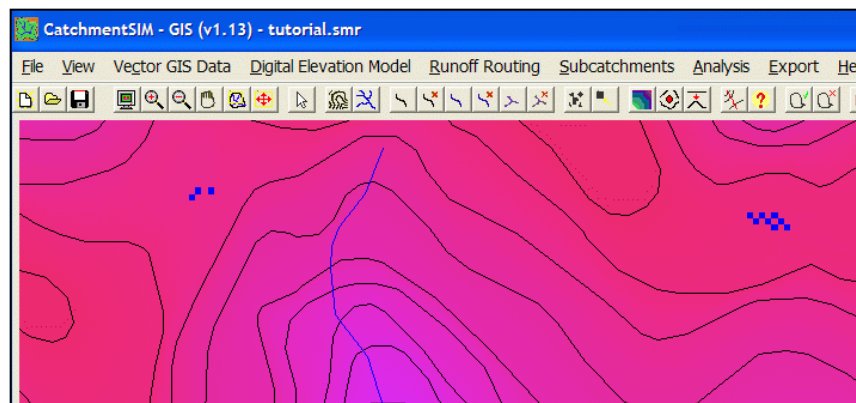 CatchmentSIM - GIS (v1.13) - tutorial.smr
File View Vector GIS Data Digital Elevation Model Runoff Routing Subcatchments Analysis Export